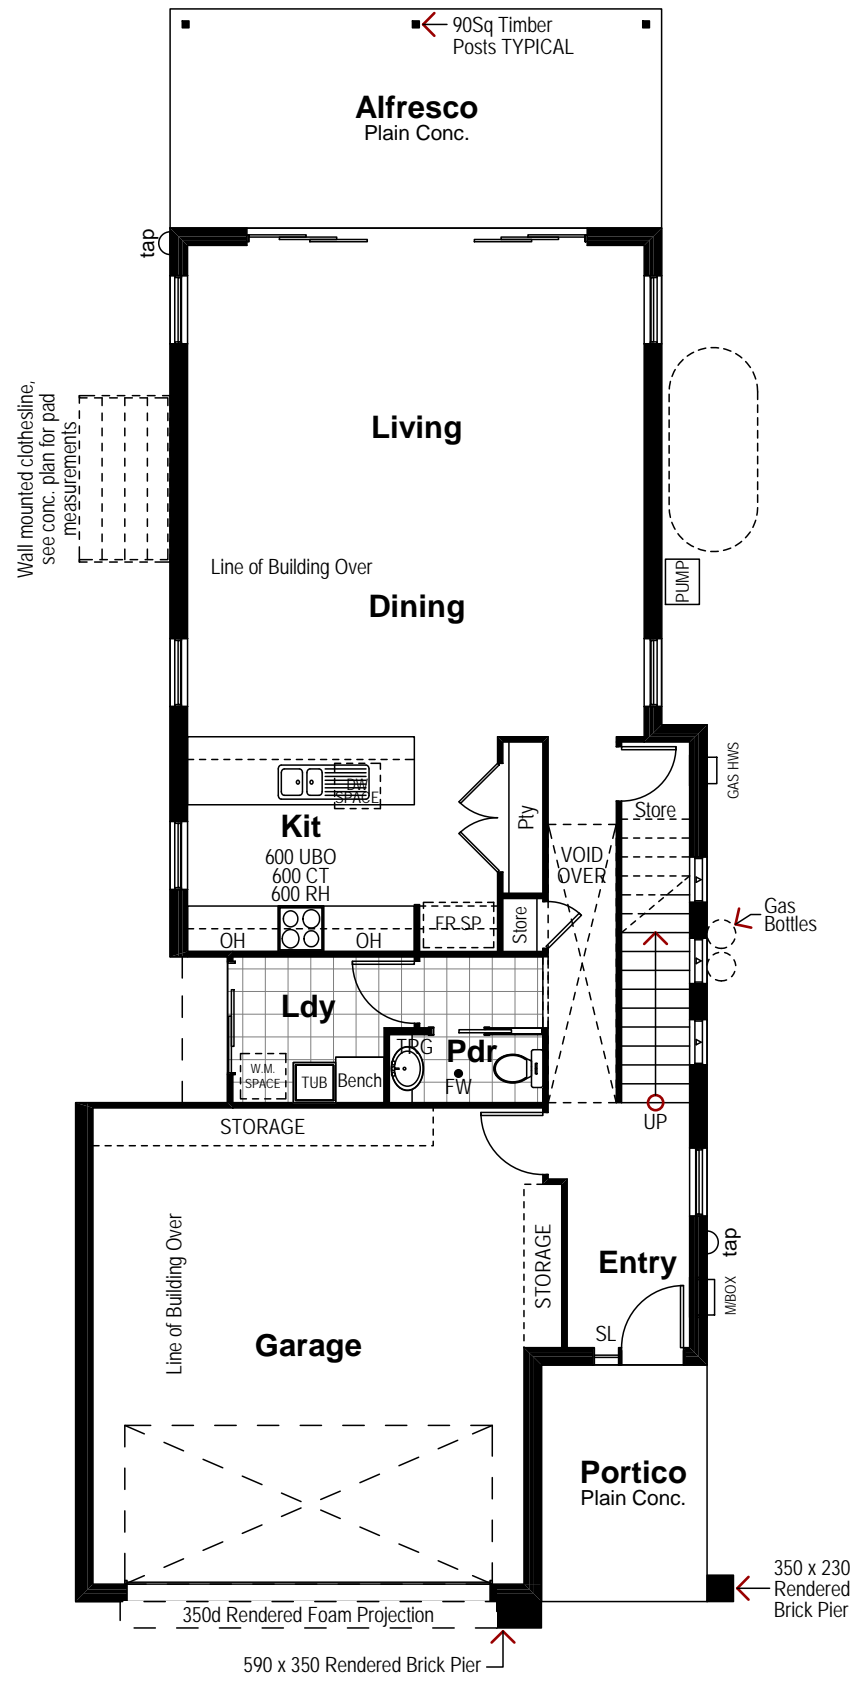 90Sq Timber
Posts TYPICAL
Alfresco
Plain Conc.
tap
Wall mounted clothesline,
see conc. plan for pad
measurements
Living
Line of Building Over
Dining
PUMP
GAS HWS
DW
SPACE
Kit
600 UBO
600 CT
600 RH
Pty
Store
VOID
OVER
OH
OH
FR.SP
Store
Gas
Bottles
Ldy
TPG
Pdr
FW
W.M.
SPACE
TUB
Bench
UP
STORAGE
STORAGE
Line of Building Over
Entry
tap
M/BOX
SL
Garage
Portico
Plain Conc.
350 x 230
Rendered
Brick Pier
350d Rendered Foam Projection
590 x 350 Rendered Brick Pier